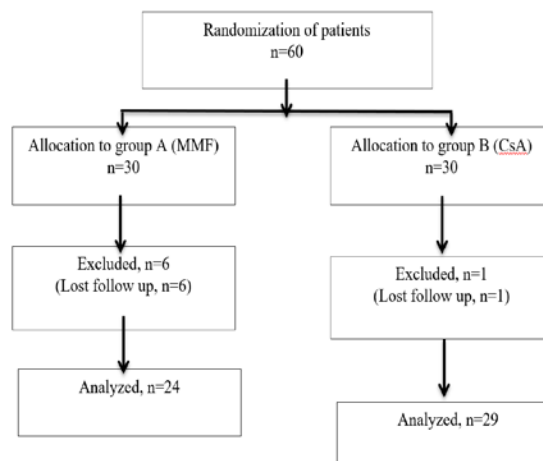 Randomization of patients
n=60
Allocation to group A (MMF)
n=30
Allocation to group B (CsA)
n=30
Excluded, n=6
(Lost follow up, n=6)
Excluded, n=1
(Lost follow up, n=1)
Analyzed, n=24
Analyzed, n=29